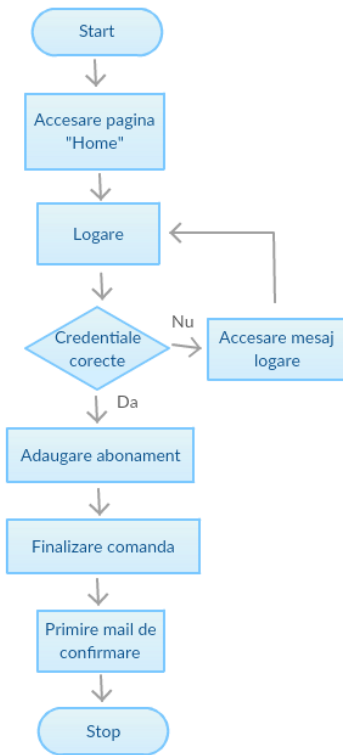 Start
Accesare pagina
"Home"
Logare
Credentiale
corecte
Nu
Accesare mesaj
logare
Da
Adaugare abonament
Finalizare comanda
Primire mail de
confirmare
Stop